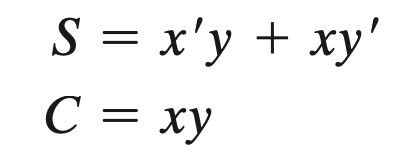 S = x'y + xy'
C = xy